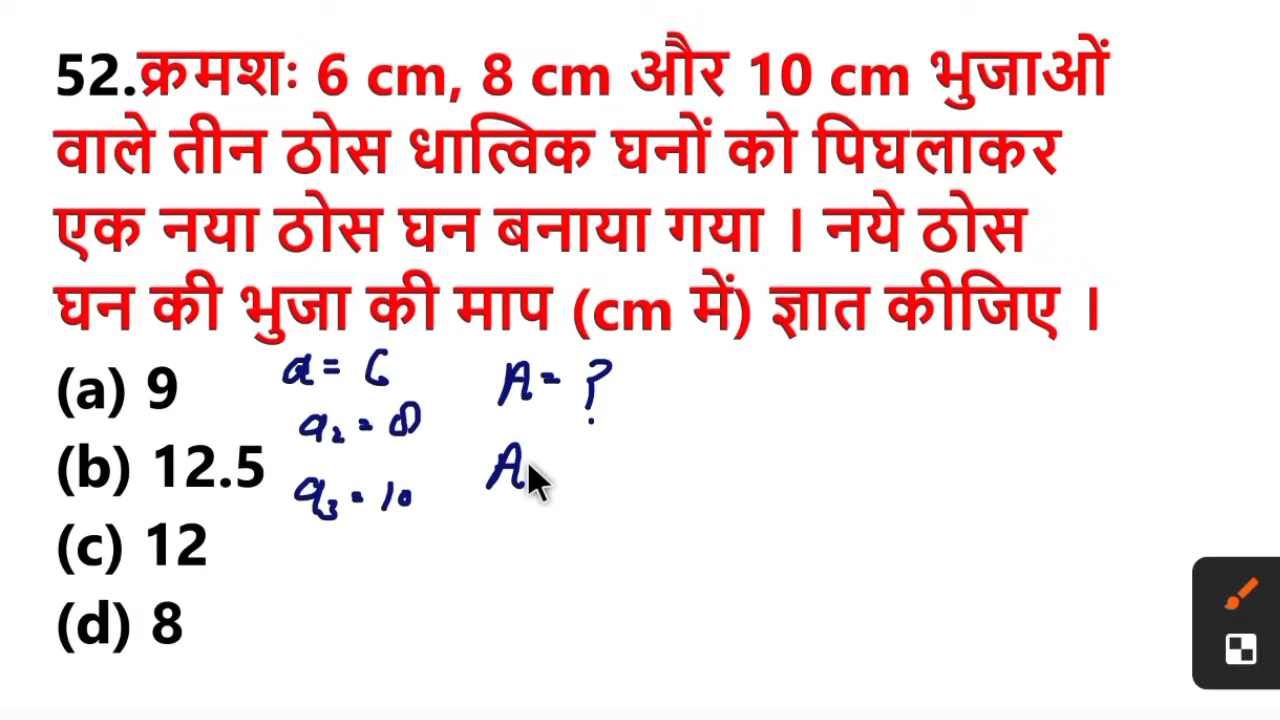 52.क्रमशः 6 cm, 8 cm और 10 cm भुजाओं
वाले तीन ठोस धात्विक घनों को पिघलाकर
एक नया ठोस घन बनाया गया । नये ठोस
घन की भुजा की माप (cm में) ज्ञात कीजिए ।
(a) 9
a = 6
A = ?
a2 = 8
(b) 12.5
A
a3 = 10
(c) 12
(d) 8